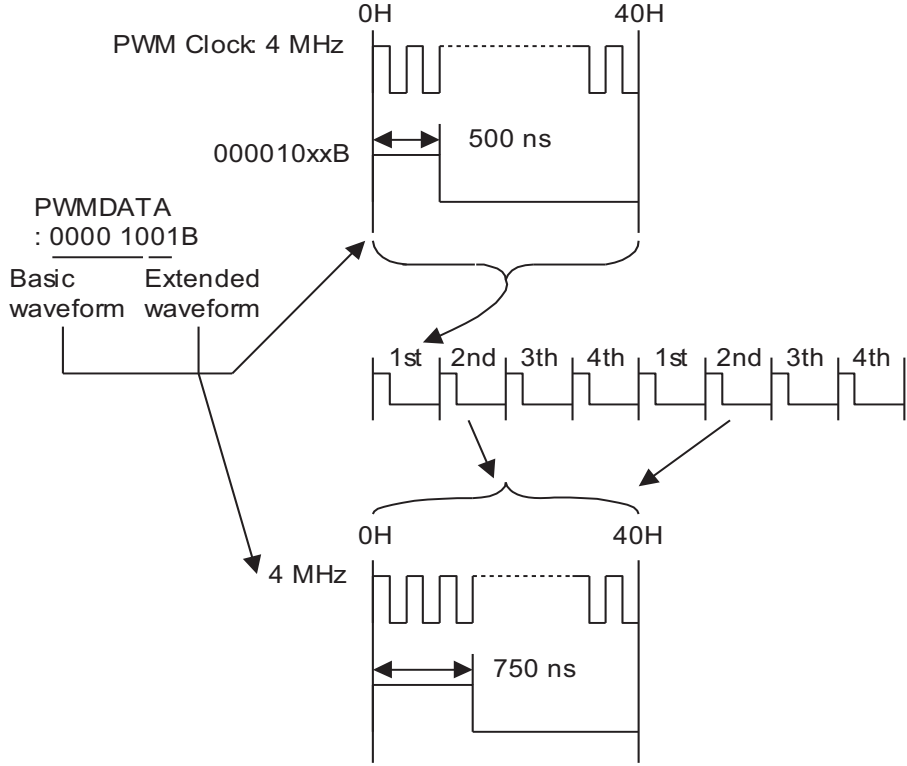 0H 40H
PWM Clock: 4 MHz
500 ns
000010xxB
PWMDATA
: 0000 1001B
Basic waveform
Extended waveform
1st 2nd 3th 4th 1st 2nd 3th 4th
0H 40H
4 MHz
750 ns